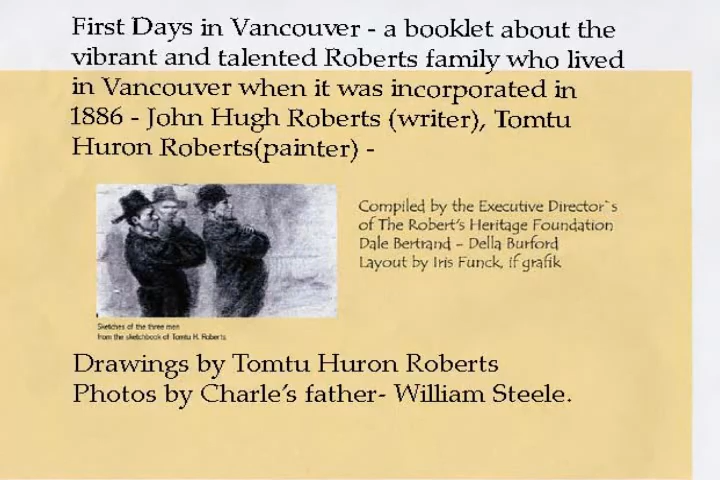 First Days in Vancouver - a booklet about the
vibrant and talented Roberts family who lived
in Vancouver when it was incorporated in
1886 - John Hugh Roberts (writer), Tomtu
Huron Roberts(painter) -
Compiled by the Executive Director`s
of The Robert's Heritage Foundation
Dale Bertrand - Della Burford
Layout by Iris Funck, if grafik
Sketches of the three men
from the sketchbook of Tomtu H. Roberts
Drawings by Tomtu Huron Roberts
Photos by Charle's father- William Steele.